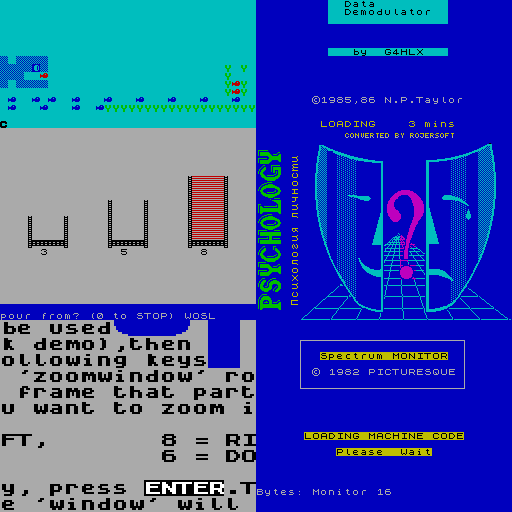 c
3 5 8
pour from? (0 to STOP) WOSL
be used
k demo),then
ollowing keys
'zoomwindow' ro
frame that part
u want to zoom i
FT, 8 = RI
6 = DO
y, press ENTER.T
e 'window' will
Data
Demodulator
by G4HLX
©1985,86 N.P.Taylor
LOADING 3 mins
CONVERTED BY ROJERSOFT
PSYCHOLOGY
Психология личности
?
Spectrum MONITOR
© 1982 PICTURESQUE
LOADING MACHINE CODE
Please Wait
Bytes: Monitor 16